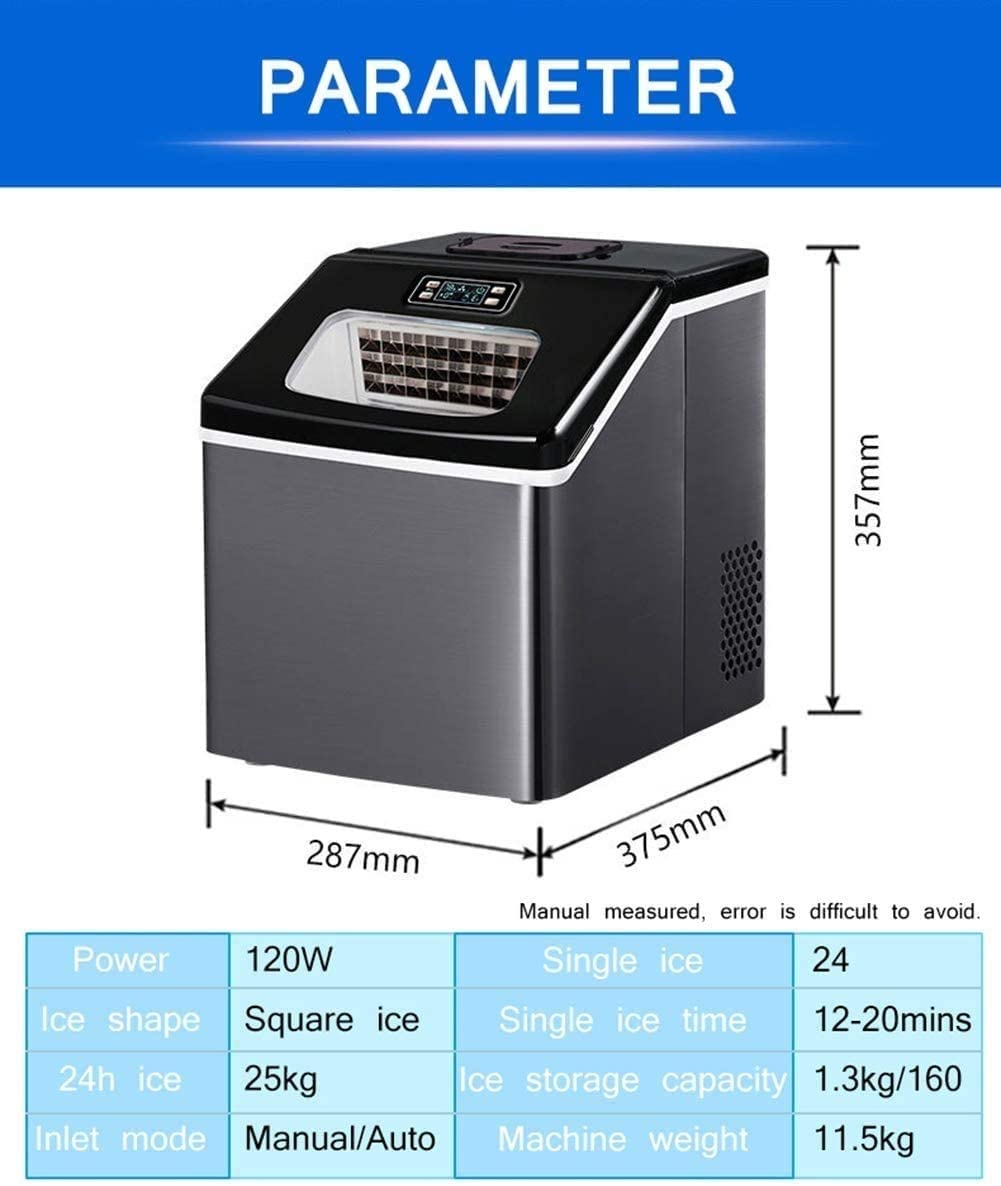 PARAMETER
357mm
287mm
375mm
Manual measured, error is difficult to avoid.
Power 120W Single ice 24
Ice shape Square ice Single ice time 12-20mins
24h ice 25kg Ice storage capacity 1.3kg/160
Inlet mode Manual/Auto Machine weight 11.5kg